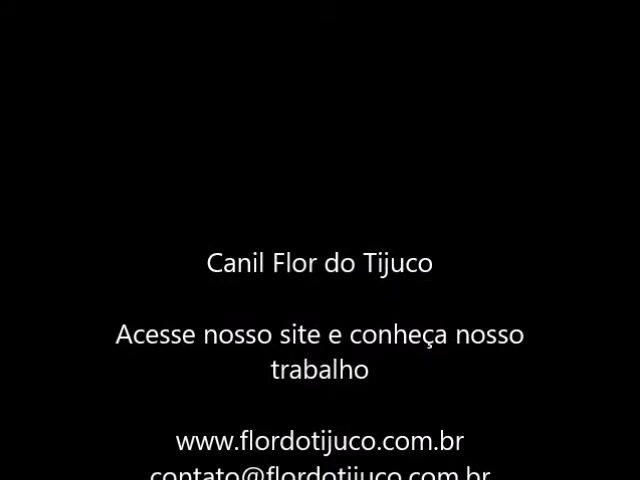 Canil Flor do Tijuco
Acesse nosso site e conheça nosso
trabalho
www.flordotijuco.com.br
contato@flordotijuco.com.br